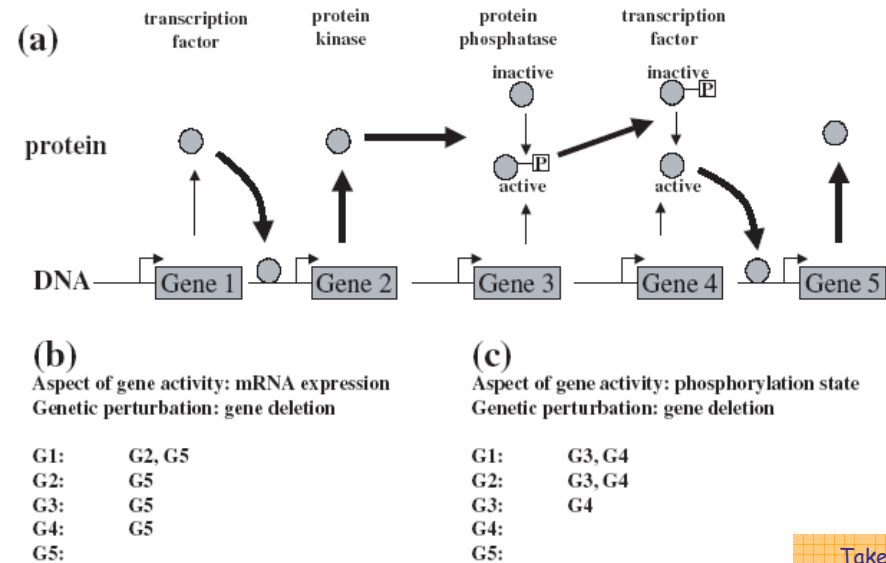 (a)
transcription
factor
protein
kinase
protein
phosphatase
transcription
factor
inactive
inactive
P
protein
P
active
active
DNA
Gene 1
Gene 2
Gene 3
Gene 4
Gene 5
(b)
Aspect of gene activity: mRNA expression
Genetic perturbation: gene deletion
G1: G2, G5
G2: G5
G3: G5
G4: G5
G5:
(c)
Aspect of gene activity: phosphorylation state
Genetic perturbation: gene deletion
G1: G3, G4
G2: G3, G4
G3: G4
G4:
G5:
Take